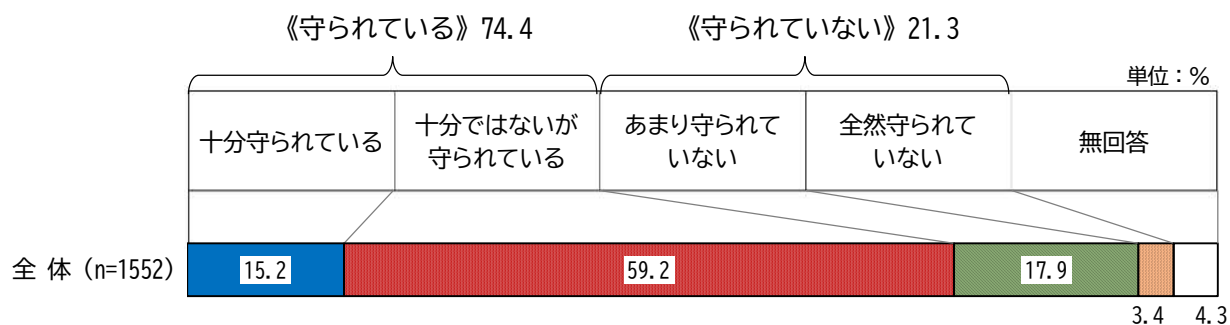 《守られている》74.4
《守られていない》21.3
単位：％
十分守られている
十分ではないが
守られている
あまり守られて
いない
全然守られて
いない
無回答
全 体 (n=1552)
15.2
59.2
17.9
3.4
4.3